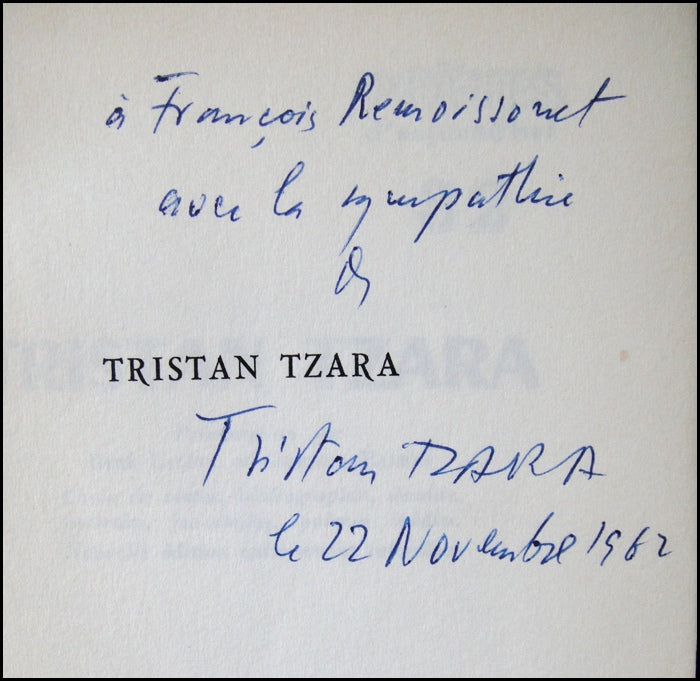 à François Remoissonet
avec la sympathie
de
TRISTAN TZARA
Tristan TZARA
le 22 Novembre 1962